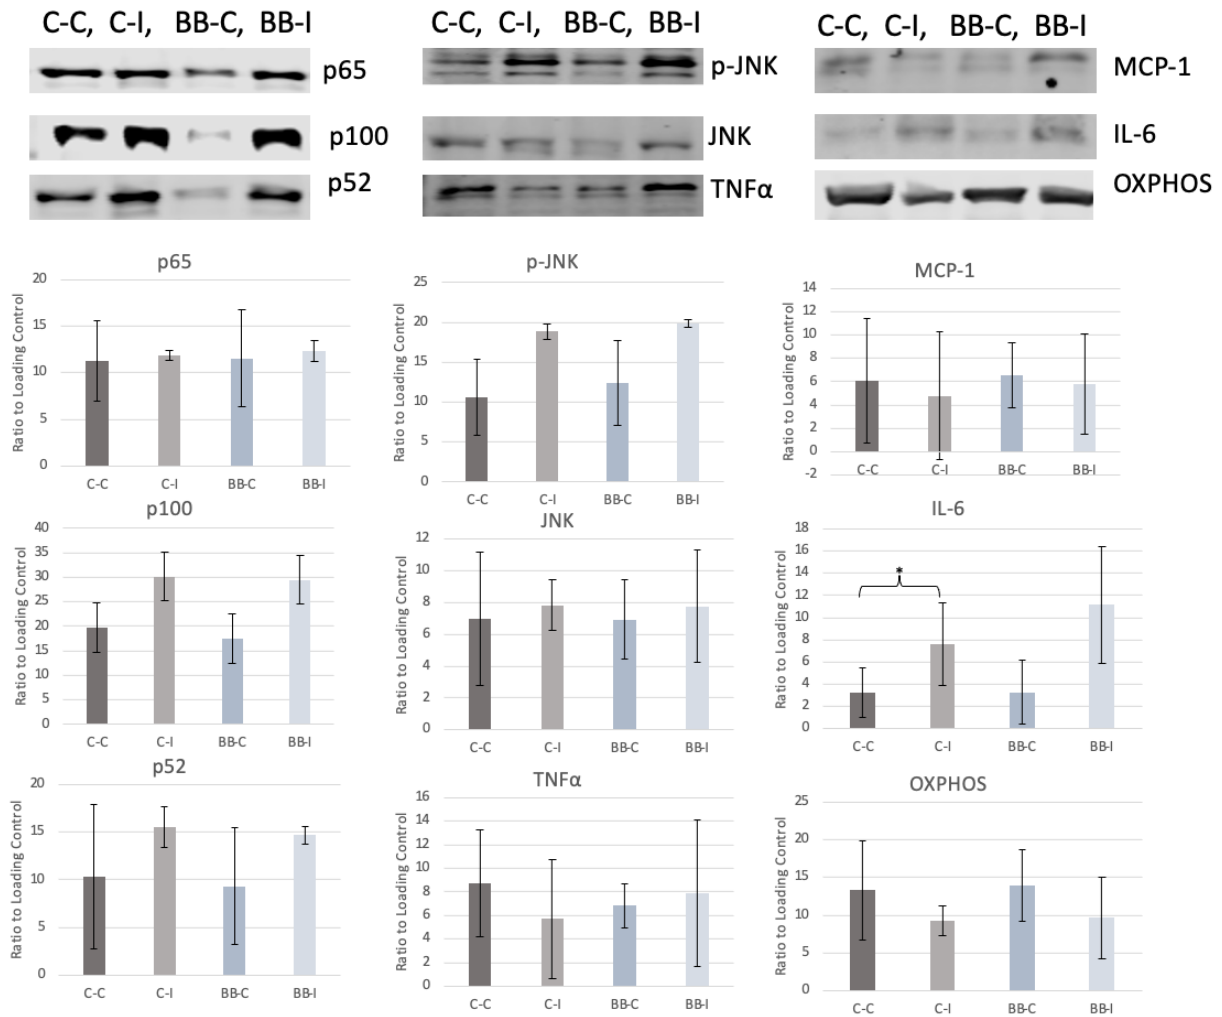 C-C, C-I, BB-C, BB-I
p65
p100
p52
C-C, C-I, BB-C, BB-I
p-JNK
JNK
TNFα
C-C, C-I, BB-C, BB-I
MCP-1
IL-6
OXPHOS
p65
Ratio to Loading Control
20
15
10
5
0
C-C C-I BB-C BB-I
p-JNK
Ratio to Loading Control
25
20
15
10
5
0
C-C C-I BB-C BB-I
MCP-1
Ratio to Loading Control
14
12
10
8
6
4
2
0
-2
C-C C-I BB-C BB-I
p100
Ratio to Loading Control
40
35
30
25
20
15
10
5
0
C-C C-I BB-C BB-I
JNK
Ratio to Loading Control
12
10
8
6
4
2
0
C-C C-I BB-C BB-I
IL-6
Ratio to Loading Control
18
16
14
12
10
8
6
4
2
0
*
C-C C-I BB-C BB-I
p52
Ratio to Loading Control
20
15
10
5
0
C-C C-I BB-C BB-I
TNFα
Ratio to Loading Control
16
14
12
10
8
6
4
2
0
C-C C-I BB-C BB-I
OXPHOS
Ratio to Loading Control
25
20
15
10
5
0
C-C C-I BB-C BB-I